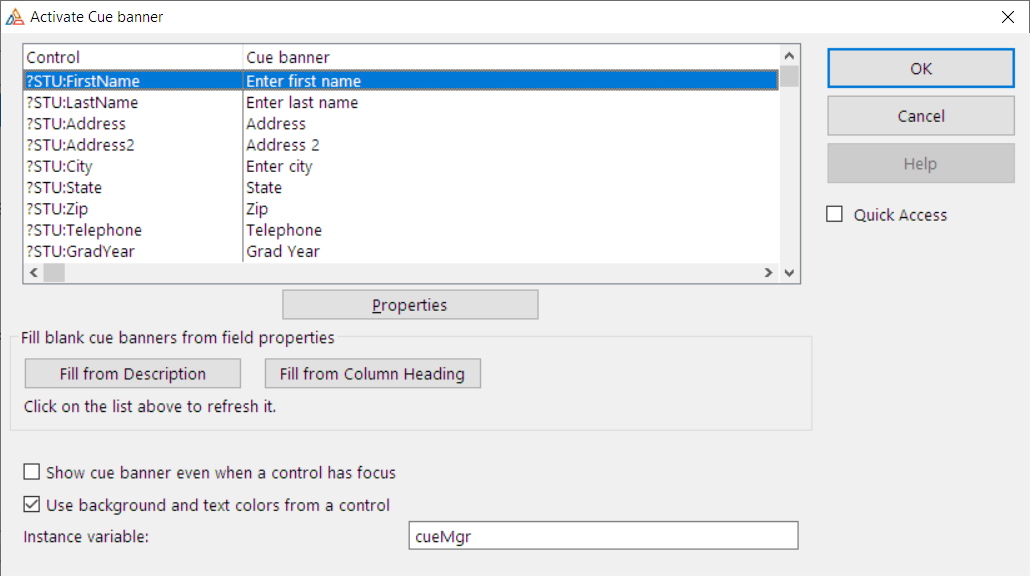 Activate Cue banner
Control Cue banner
?STU:FirstName Enter first name
?STU:LastName Enter last name
?STU:Address Address
?STU:Address2 Address 2
?STU:City Enter city
?STU:State State
?STU:Zip Zip
?STU:Telephone Telephone
?STU:GradYear Grad Year
Properties
Fill blank cue banners from field properties
Fill from Description Fill from Column Heading
Click on the list above to refresh it.
Show cue banner even when a control has focus
Use background and text colors from a control
Instance variable: cueMgr
OK
Cancel
Help
Quick Access